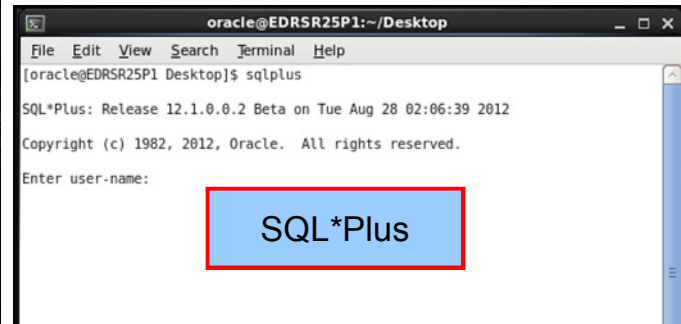 oracle@EDRSR25P1:~/Desktop
File Edit View Search Terminal Help
[oracle@EDRSR25P1 Desktop]$ sqlplus
SQL*Plus: Release 12.1.0.0.2 Beta on Tue Aug 28 02:06:39 2012
Copyright (c) 1982, 2012, Oracle.  All rights reserved.
Enter user-name:
SQL*Plus